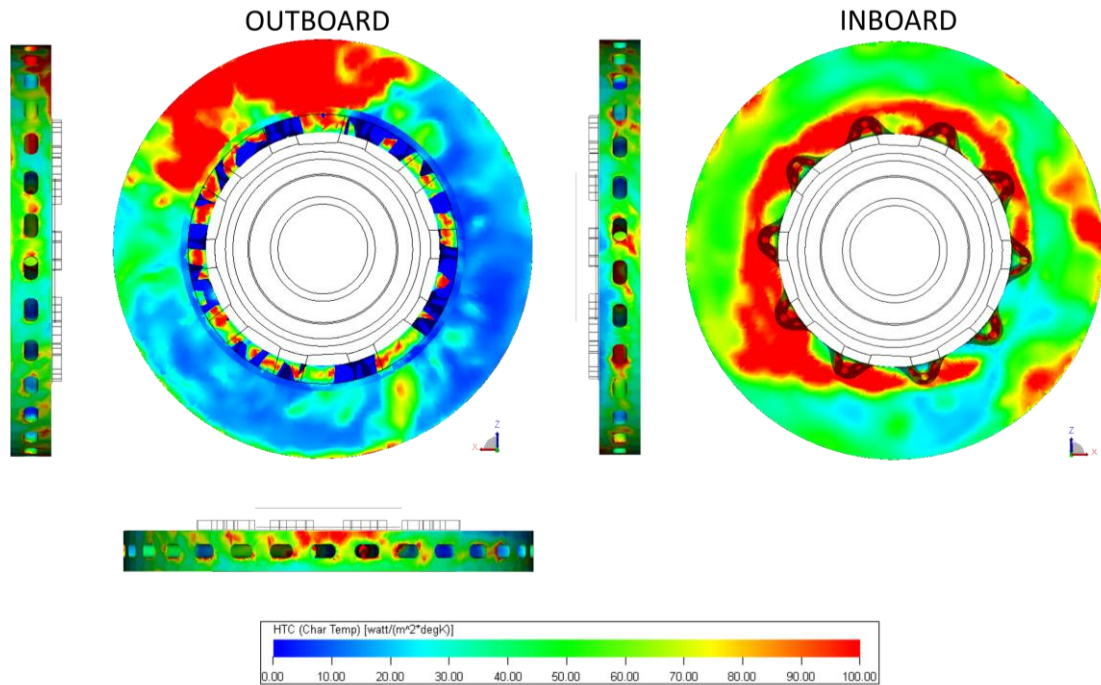 OUTBOARD
INBOARD
Z
X
Z
X
HTC (Char Temp) [watt/(m^2*degK)]
0.00 10.00 20.00 30.00 40.00 50.00 60.00 70.00 80.00 90.00 100.00